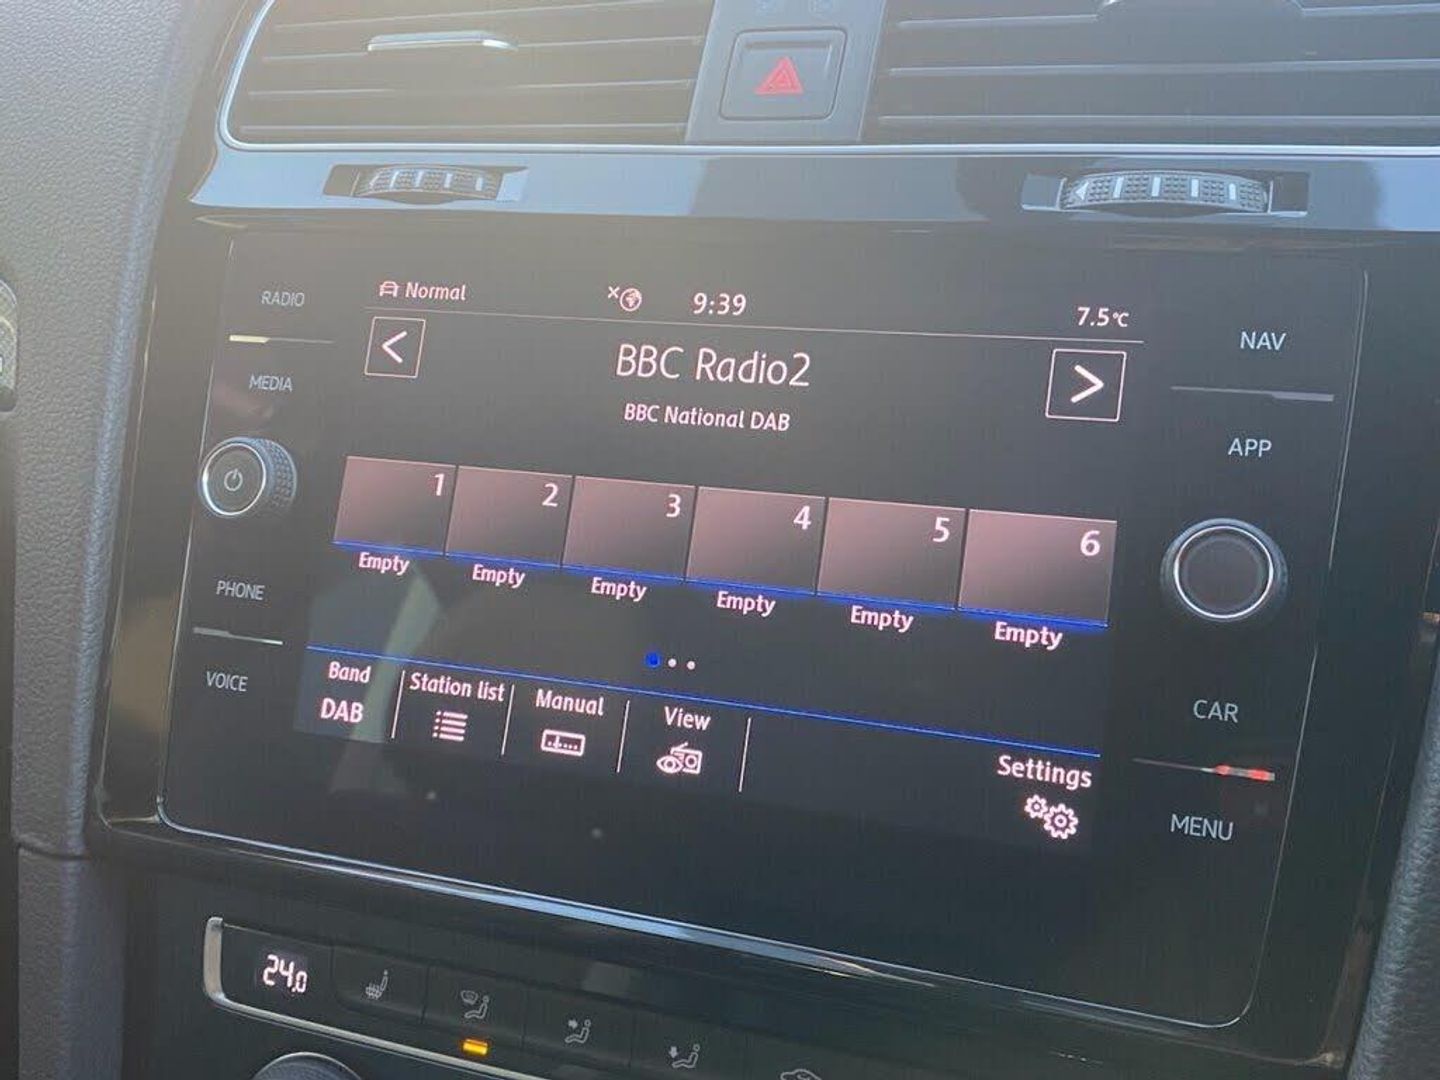 RADIO
MEDIA
PHONE
VOICE
Normal
9:39
7.5°C
BBC Radio2
BBC National DAB
1
2
3
4
5
6
Empty
Empty
Empty
Empty
Empty
Empty
Band
DAB
Station list
Manual
View
Settings
NAV
APP
CAR
MENU
24.0